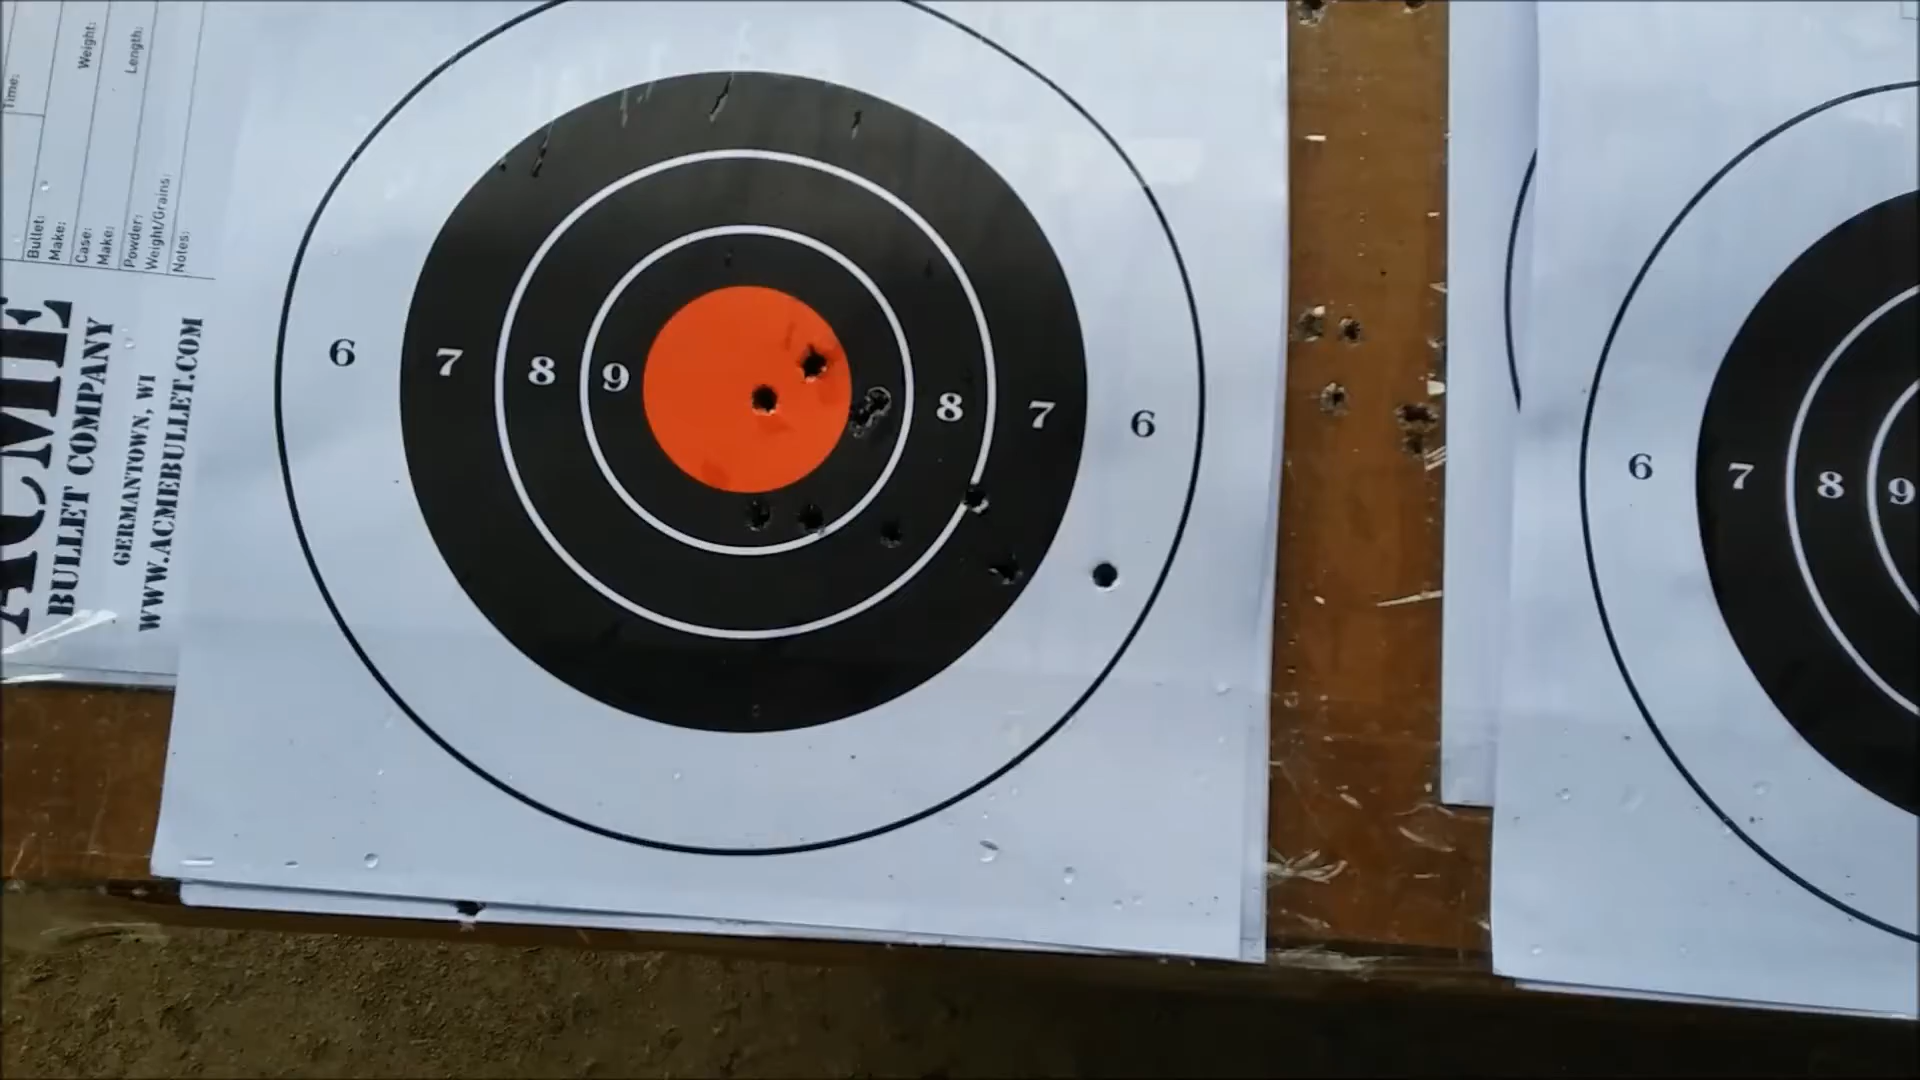 Time:
Bullet:
Make:
Case:
Weight:
Make:
Powder:
Length:
Weight/Grains:
Notes:
ACME
BULLET COMPANY
GERMANTOWN, WI
WWW.ACMEBULLET.COM
6 7 8 9 8 7 6
6 7 8 9